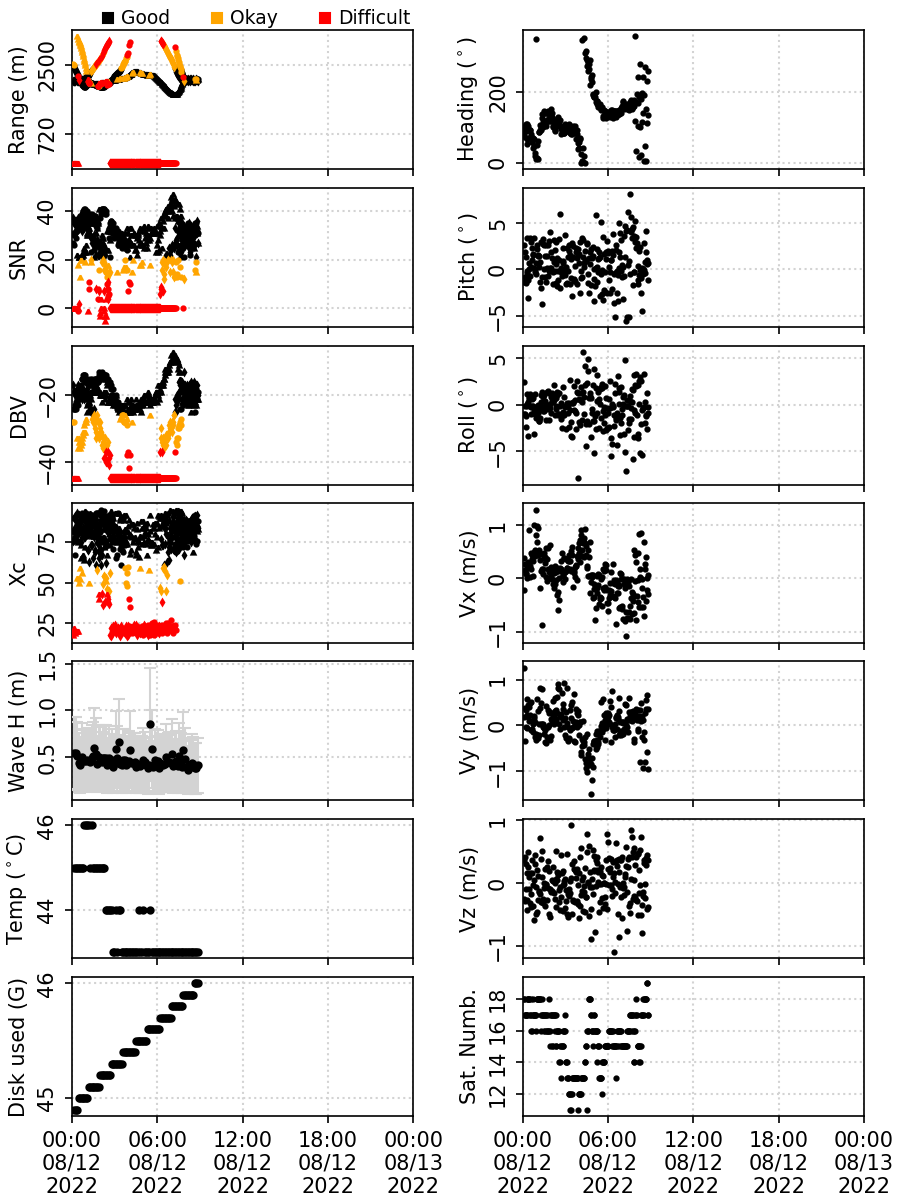 Good Okay Difficult
Range (m)
2500
720
Heading (°)
200
0
SNR
40
20
0
Pitch (°)
5
0
−5
DBV
−20
−40
Roll (°)
5
0
−5
Xc
75
50
25
Vx (m/s)
1
0
−1
Wave H (m)
1.5
1.0
0.5
Vy (m/s)
1
0
−1
Temp (°C)
46
44
Vz (m/s)
1
0
−1
Disk used (G)
46
45
Sat. Numb.
18
16
14
12
00:00 06:00 12:00 18:00 00:00
08/12 08/12 08/12 08/12 08/13
2022 2022 2022 2022 2022
00:00 06:00 12:00 18:00 00:00
08/12 08/12 08/12 08/12 08/13
2022 2022 2022 2022 2022